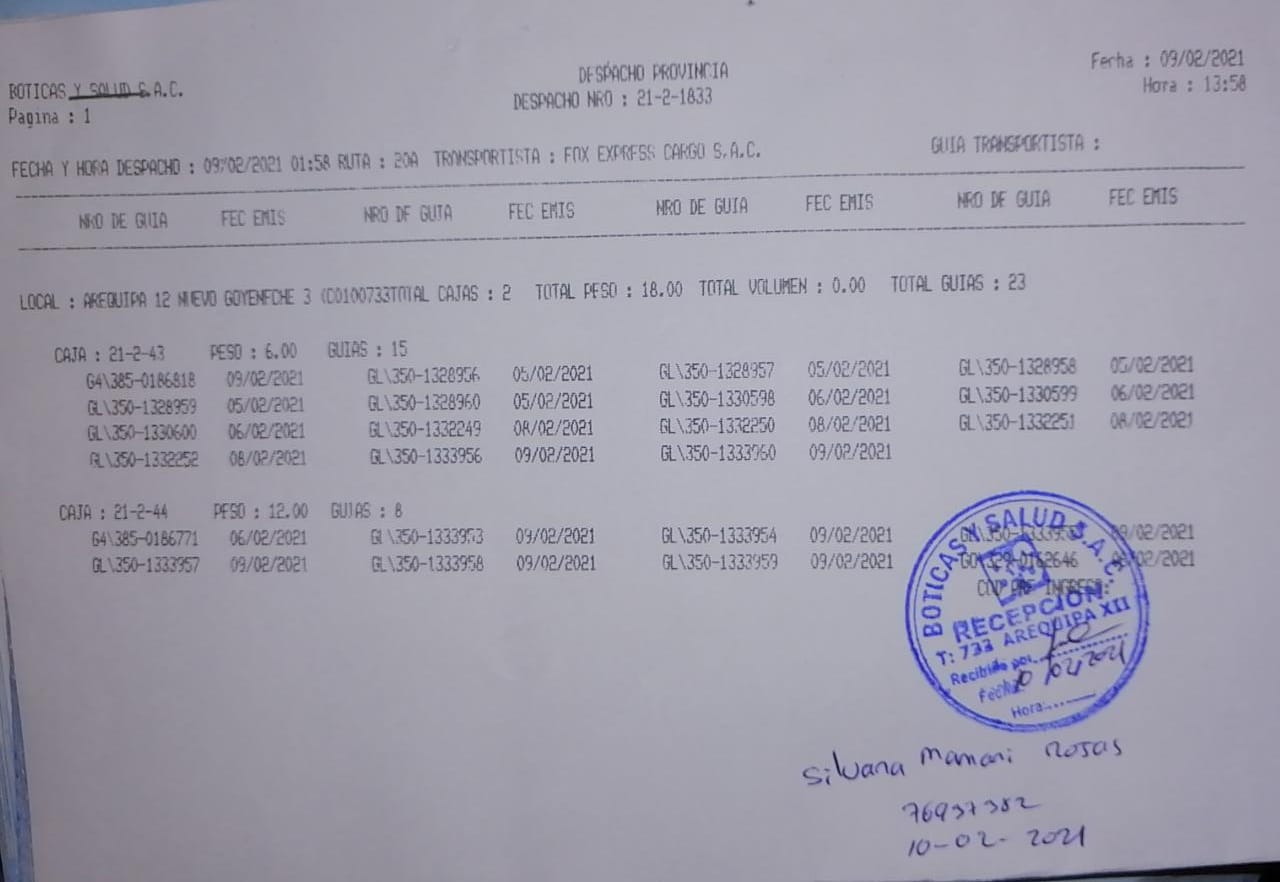 BOTICAS Y SALUD S.A.C.
DESPACHO PROVINCIA
Fecha : 09/02/2021
Pagina : 1
DESPACHO NRO : 21-2-1833
Hora : 13:58
FECHA Y HORA DESPACHO : 09/02/2021 01:58 RUTA : 20A TRANSPORTISTA : FOX EXPRESS CARGO S.A.C. GUIA TRANSPORTISTA :
NRO DE GUIA FEC EMIS NRO DE GUIA FEC EMIS NRO DE GUIA FEC EMIS NRO DE GUIA FEC EMIS
LOCAL : AREQUIPA 12 NUEVO GOYENECHE 3 (CO100733TOTAL CAJAS : 2 TOTAL PESO : 18.00 TOTAL VOLUMEN : 0.00 TOTAL GUIAS : 23
CAJA : 21-2-43 PESO : 6.00 GUIAS : 15
G4\385-0186818 09/02/2021 GL\350-1328956 05/02/2021 GL\350-1328957 05/02/2021 GL\350-1328958 05/02/2021
GL\350-1328959 05/02/2021 GL\350-1328960 05/02/2021 GL\350-1330598 06/02/2021 GL\350-1330599 06/02/2021
GL\350-1330600 06/02/2021 GL\350-1332249 08/02/2021 GL\350-1332250 08/02/2021 GL\350-1332251 08/02/2021
GL\350-1332252 08/02/2021 GL\350-1333956 09/02/2021 GL\350-1333960 09/02/2021
CAJA : 21-2-44 PESO : 12.00 GUIAS : 8
G4\385-0186771 06/02/2021 GL\350-1333953 09/02/2021 GL\350-1333954 09/02/2021 09/02/2021
GL\350-1333957 09/02/2021 GL\350-1333958 09/02/2021 GL\350-1333959 09/02/2021
INGRESO:
BOTICAS N SALUD S.A.C.
RECEPCIÓN
T: 733 AREQUIPA XII
Recibido por
Fecha: 10/02/2021
Hora:......
Silvana Mamani Rojas
76937382
10-02-2021